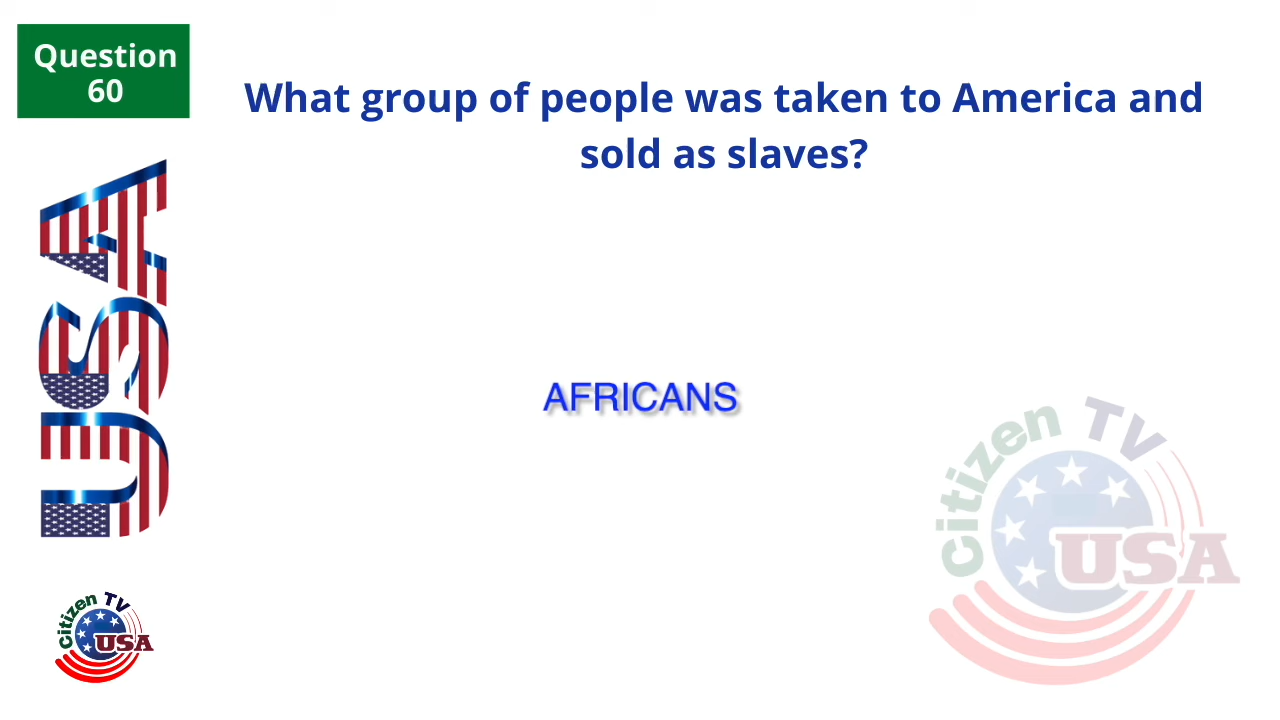 Question
60
What group of people was taken to America and
sold as slaves?
USA
AFRICANS
Citizen TV
USA
Citizen TV
USA